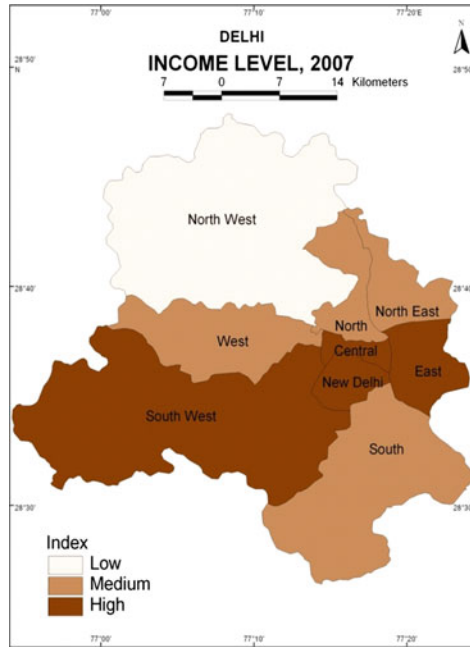 77°00' 77°10' 77°20'E
DELHI
INCOME LEVEL, 2007
7 0 7 14 Kilometers
N
28°50' 28°50'
N
North West
28°40' 28°40'
North East
North
West
Central
East
New Delhi
South West
South
28°30' 28°30'
Index
Low
Medium
High
77°00' 77°10' 77°20'